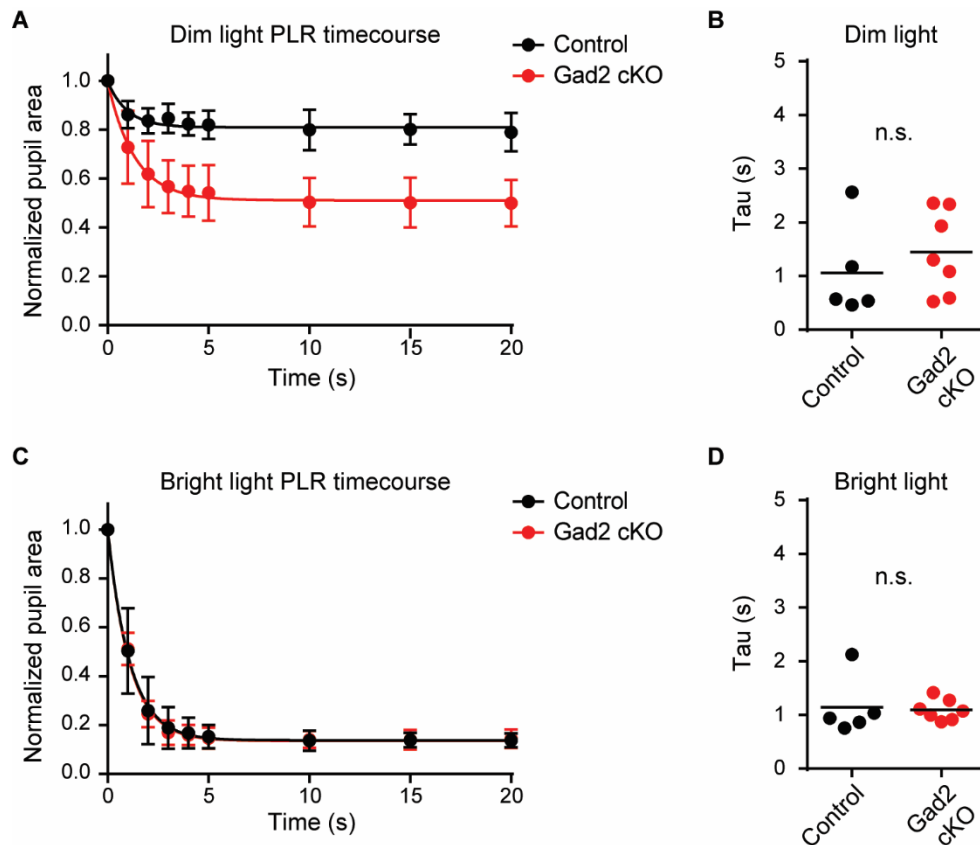 A
Dim light PLR timecourse
Control
Gad2 cKO
Normalized pupil area
1.0
0.8
0.6
0.4
0.2
0.0
0
5
10
15
20
Time (s)
B
Dim light
n.s.
Tau (s)
5
4
3
2
1
0
Control
Gad2
cKO
C
Bright light PLR timecourse
Control
Gad2 cKO
Normalized pupil area
1.0
0.8
0.6
0.4
0.2
0.0
0
5
10
15
20
Time (s)
D
Bright light
n.s.
Tau (s)
5
4
3
2
1
0
Control
Gad2
cKO